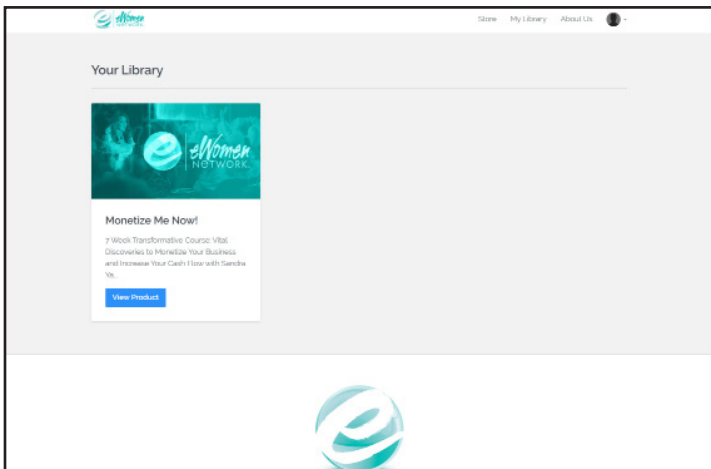 eWomen
NETWORK
Store My Library About Us
Your Library
e eWomen
NETWORK
Monetize Me Now!
7 Week Transformative Course: Vital
Discoveries to Monetize Your Business
and Increase Your Cash Flow with Sandra
Ya...
View Product
e